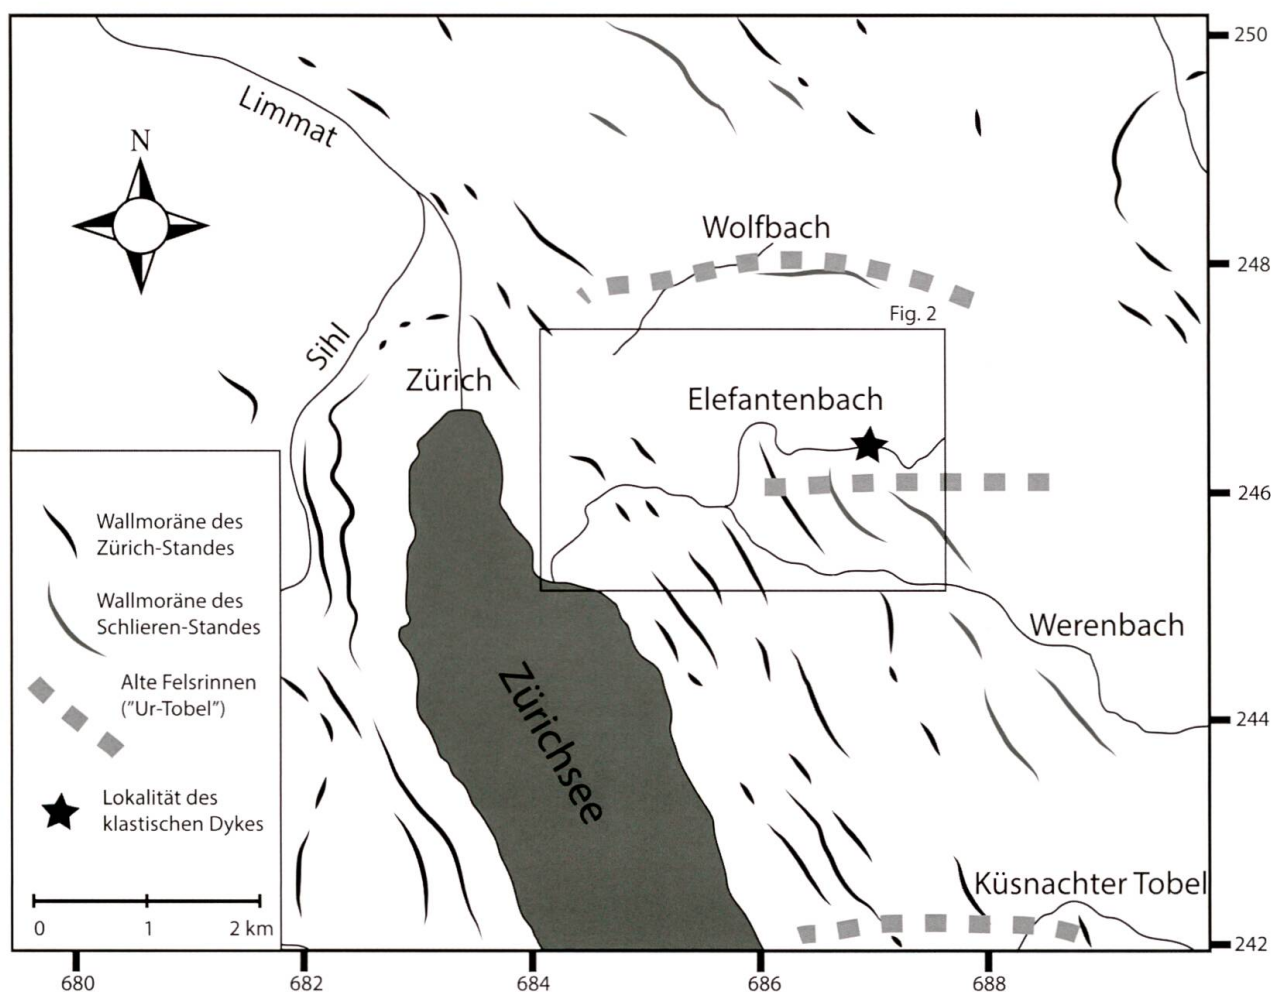 250
Limmat
N
Wolfbach
248
Fig. 2
Sihl
Zürich
Elefantenbach
246
Wallmoräne des
Zürich-Standes
Wallmoräne des
Schlieren-Standes
Werenbach
Alte Felsrinnen
("Ur-Tobel")
Zürichsee
244
Lokalität des
klastischen Dykes
Küsnachter Tobel
0 1 2 km
242
680 682 684 686 688